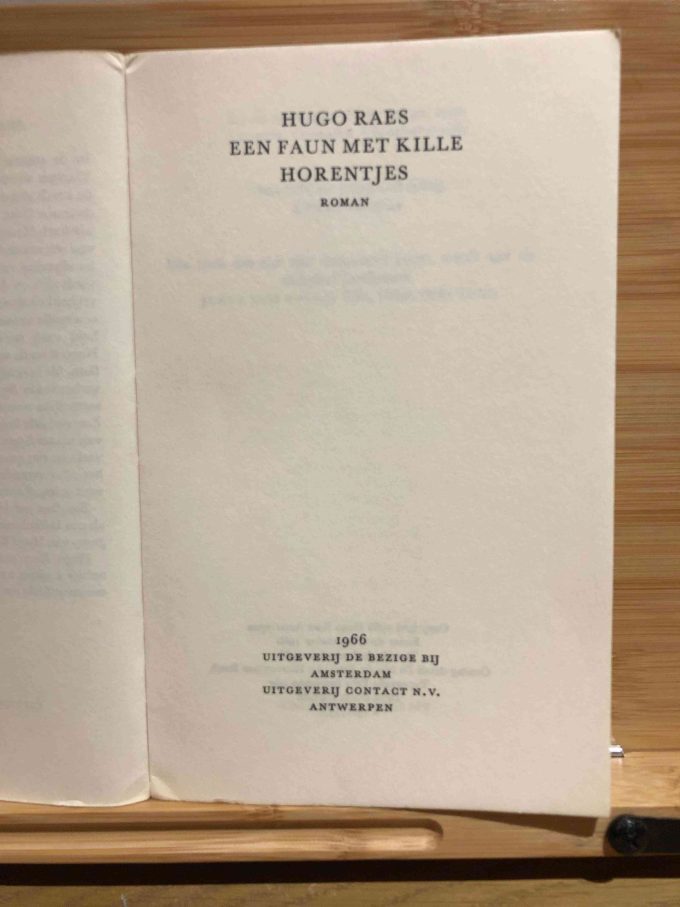 HUGO RAES
EEN FAUN MET KILLE
HORENTJES
ROMAN
1966
UITGEVERIJ DE BEZIGE BIJ
AMSTERDAM
UITGEVERIJ CONTACT N.V.
ANTWERPEN